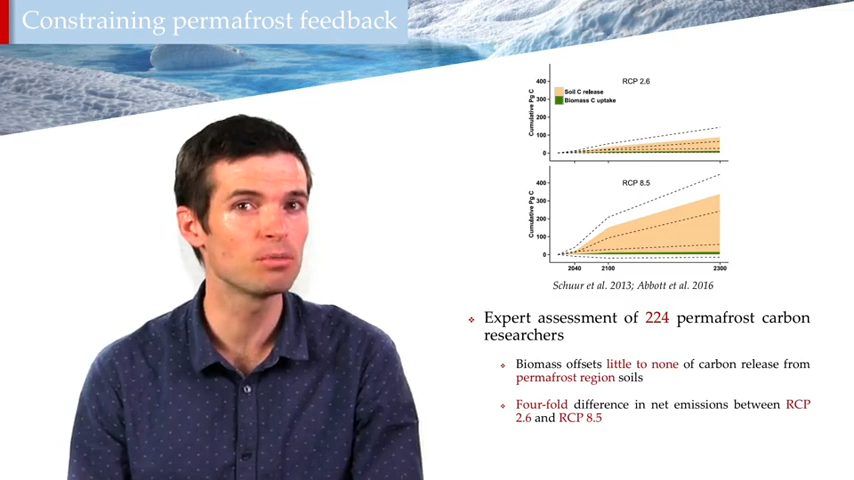 Constraining permafrost feedback
RCP 2.6
Soil C release
Biomass C uptake
Cumulative Pg C
400
300
200
100
0
RCP 8.5
Cumulative Pg C
400
300
200
100
0
2040 2100 2300
Schuur et al. 2013; Abbott et al. 2016
Expert assessment of 224 permafrost carbon
researchers
Biomass offsets little to none of carbon release from
permafrost region soils
Four-fold difference in net emissions between RCP
2.6 and RCP 8.5